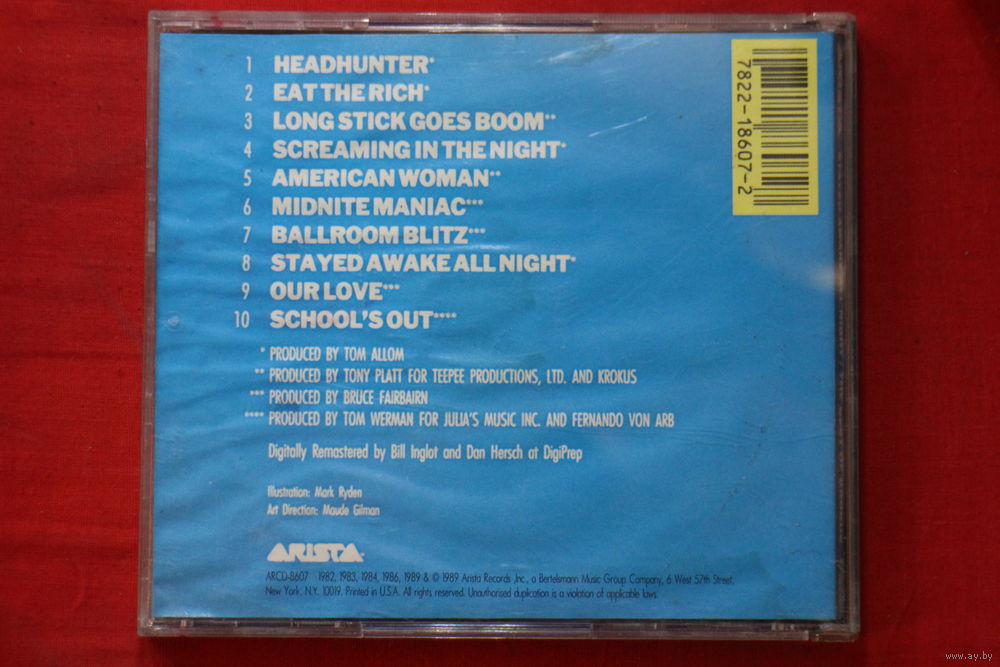 1 HEADHUNTER*
2 EAT THE RICH*
3 LONG STICK GOES BOOM**
4 SCREAMING IN THE NIGHT*
5 AMERICAN WOMAN**
6 MIDNITE MANIAC***
7 BALLROOM BLITZ***
8 STAYED AWAKE ALL NIGHT*
9 OUR LOVE***
10 SCHOOL'S OUT****
* PRODUCED BY TOM ALLOM
** PRODUCED BY TONY PLATT FOR TEEPEE PRODUCTIONS, LTD. AND KROKUS
*** PRODUCED BY BRUCE FAIRBAIRN
**** PRODUCED BY TOM WERMAN FOR JULIA'S MUSIC INC. AND FERNANDO VON ARB
Digitally Remastered by Bill Inglot and Dan Hersch at DigiPrep
Illustration: Mark Ryden
Art Direction: Maude Gilman
ARISTA
ARCD-8607 1982, 1983, 1984, 1986, 1989 & © 1989 Arista Records, Inc., a Bertelsmann Music Group Company, 6 West 57th Street,
New York, N.Y. 10019. Printed in U.S.A. All rights reserved. Unauthorised duplication is a violation of applicable laws.
7822-18607-2
www.ay.by